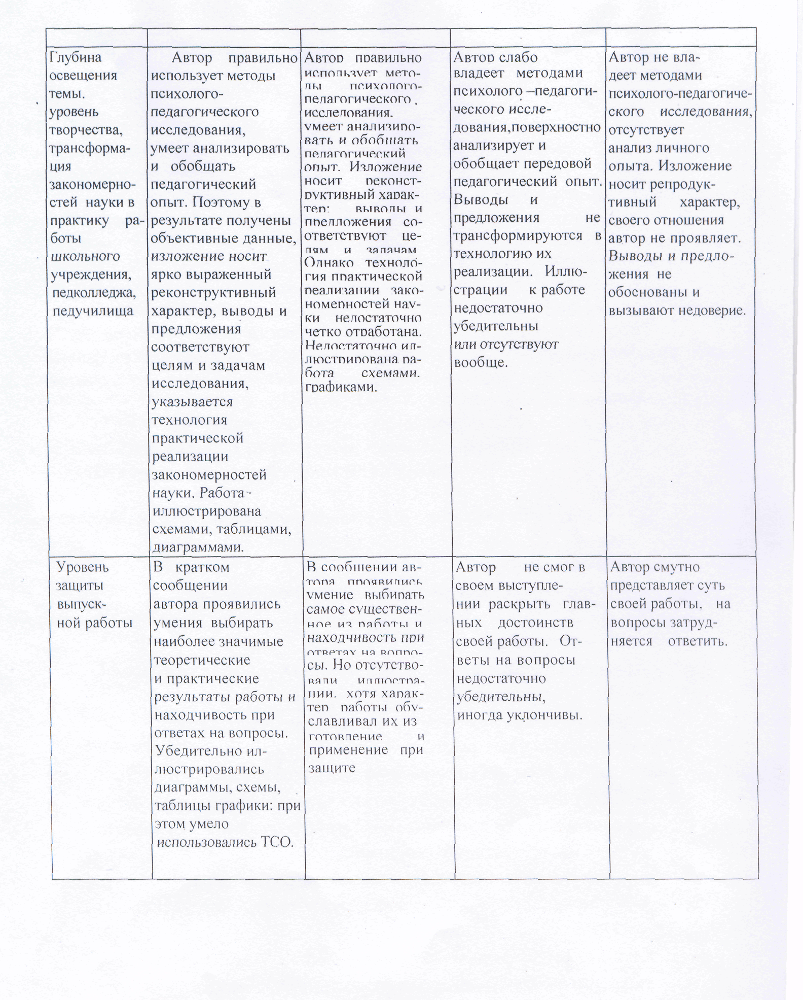 Глубина
освещения
темы.
уровень
творчества,
трансформа-
ция
закономерно-
стей науки в
практику ра-
боты
школьного
учреждения,
педколледжа,
педучилища
Автор правильно
использует методы
психолого-
педагогического
исследования,
умеет анализировать
и обобщать
педагогический
опыт. Поэтому в
результате получены
объективные данные,
изложение носит
ярко выраженный
реконструктивный
характер, выводы и
предложения
соответствуют
целям и задачам
исследования,
указывается
технология
практической
реализации
закономерностей
науки. Работа
иллюстрирована
схемами, таблицами,
диаграммами.
Автор правильно
использует мето-
ды психолого-
педагогического
исследования.
умеет анализиро-
вать и обобщать
педагогический
опыт. Изложение
носит реконст-
руктивный харак-
тер: выводы и
предложения со-
ответствуют це-
лям и задачам
Однако техноло-
гия практической
реализации зако-
номерностей нау-
ки недостаточно
четко отработана.
Недостаточно ил-
люстрирована ра-
бота схемами.
графиками.
Автор слабо
владеет методами
психолого –педагоги-
ческого иссле-
дования,поверхностно
анализирует и
обобщает передовой
педагогический опыт.
Выводы и
предложения не
трансформируются в
технологию их
реализации. Иллю-
страции к работе
недостаточно
убедительны
или отсутствуют
вообще.
Автор не вла-
деет методами
психолого-педагогиче-
ского исследования,
отсутствует
анализ личного
опыта. Изложение
носит репродук-
тивный характер,
своего отношения
автор не проявляет.
Выводы и предло-
жения не
обоснованы и
вызывают недоверие.
Уровень
защиты
выпуск-
ной работы
В кратком
сообщении
автора проявились
умения выбирать
наиболее значимые
теоретические
и практические
результаты работы и
находчивость при
ответах на вопросы.
Убедительно ил-
люстрировались
диаграммы, схемы,
таблицы графики: при
этом умело
использовались ТСО.
В сообщении ав-
тора проявились
умение выбирать
самое существен-
ное из работы и
находчивость при
ответах на вопро-
сы. Но отсутство-
вали иллюстра-
ции. хотя харак-
тер работы обу-
славливал их из
готовление и
применение при
защите
Автор не смог в
своем выступле-
нии раскрыть глав-
ных достоинств
своей работы. От-
веты на вопросы
недостаточно
убедительны,
иногда уклончивы.
Автор смутно
представляет суть
своей работы. на
вопросы затруд-
няется ответить.